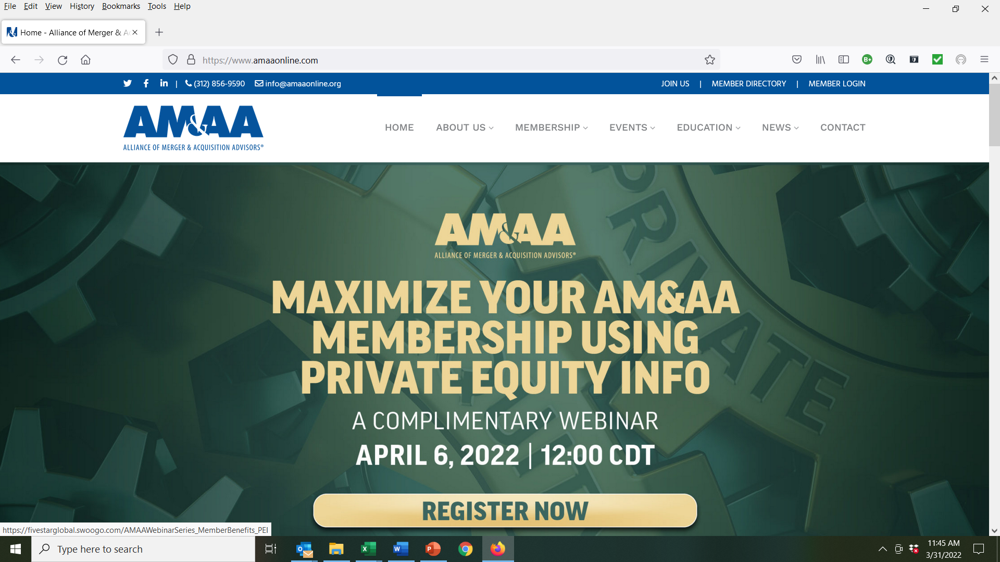 File Edit View History Bookmarks Tools Help
Home - Alliance of Merger & Ac
https://www.amaaonline.com
| (312) 856-9590 info@amaaonline.org
JOIN US | MEMBER DIRECTORY | MEMBER LOGIN
AM&AA
ALLIANCE OF MERGER & ACQUISITION ADVISORS®
HOME ABOUT US MEMBERSHIP EVENTS EDUCATION NEWS CONTACT
PRIVATE
AM&AA
ALLIANCE OF MERGER & ACQUISITION ADVISORS®
MAXIMIZE YOUR AM&AA
MEMBERSHIP USING
PRIVATE EQUITY INFO
A COMPLIMENTARY WEBINAR
APRIL 6, 2022 | 12:00 CDT
REGISTER NOW
https://fivestarglobal.swoogo.com/AMAAWebinarSeries_MemberBenefits_PEI
Type here to search
11:45 AM
3/31/2022